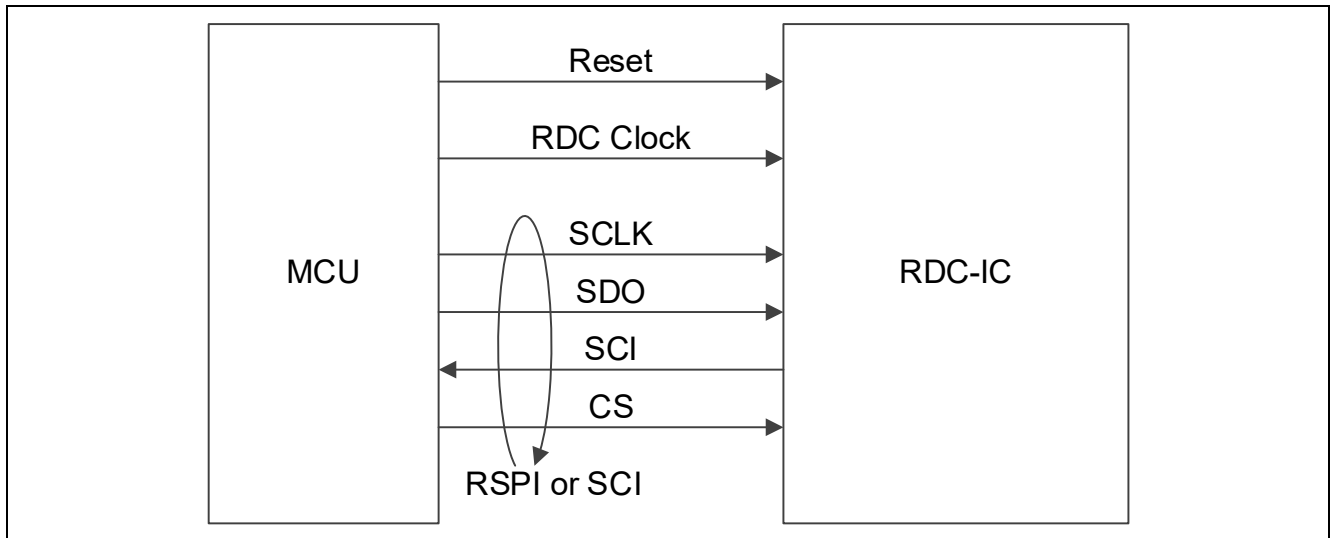 Reset
RDC Clock
SCLK
MCU
RDC-IC
SDO
SCI
CS
RSPI or SCI